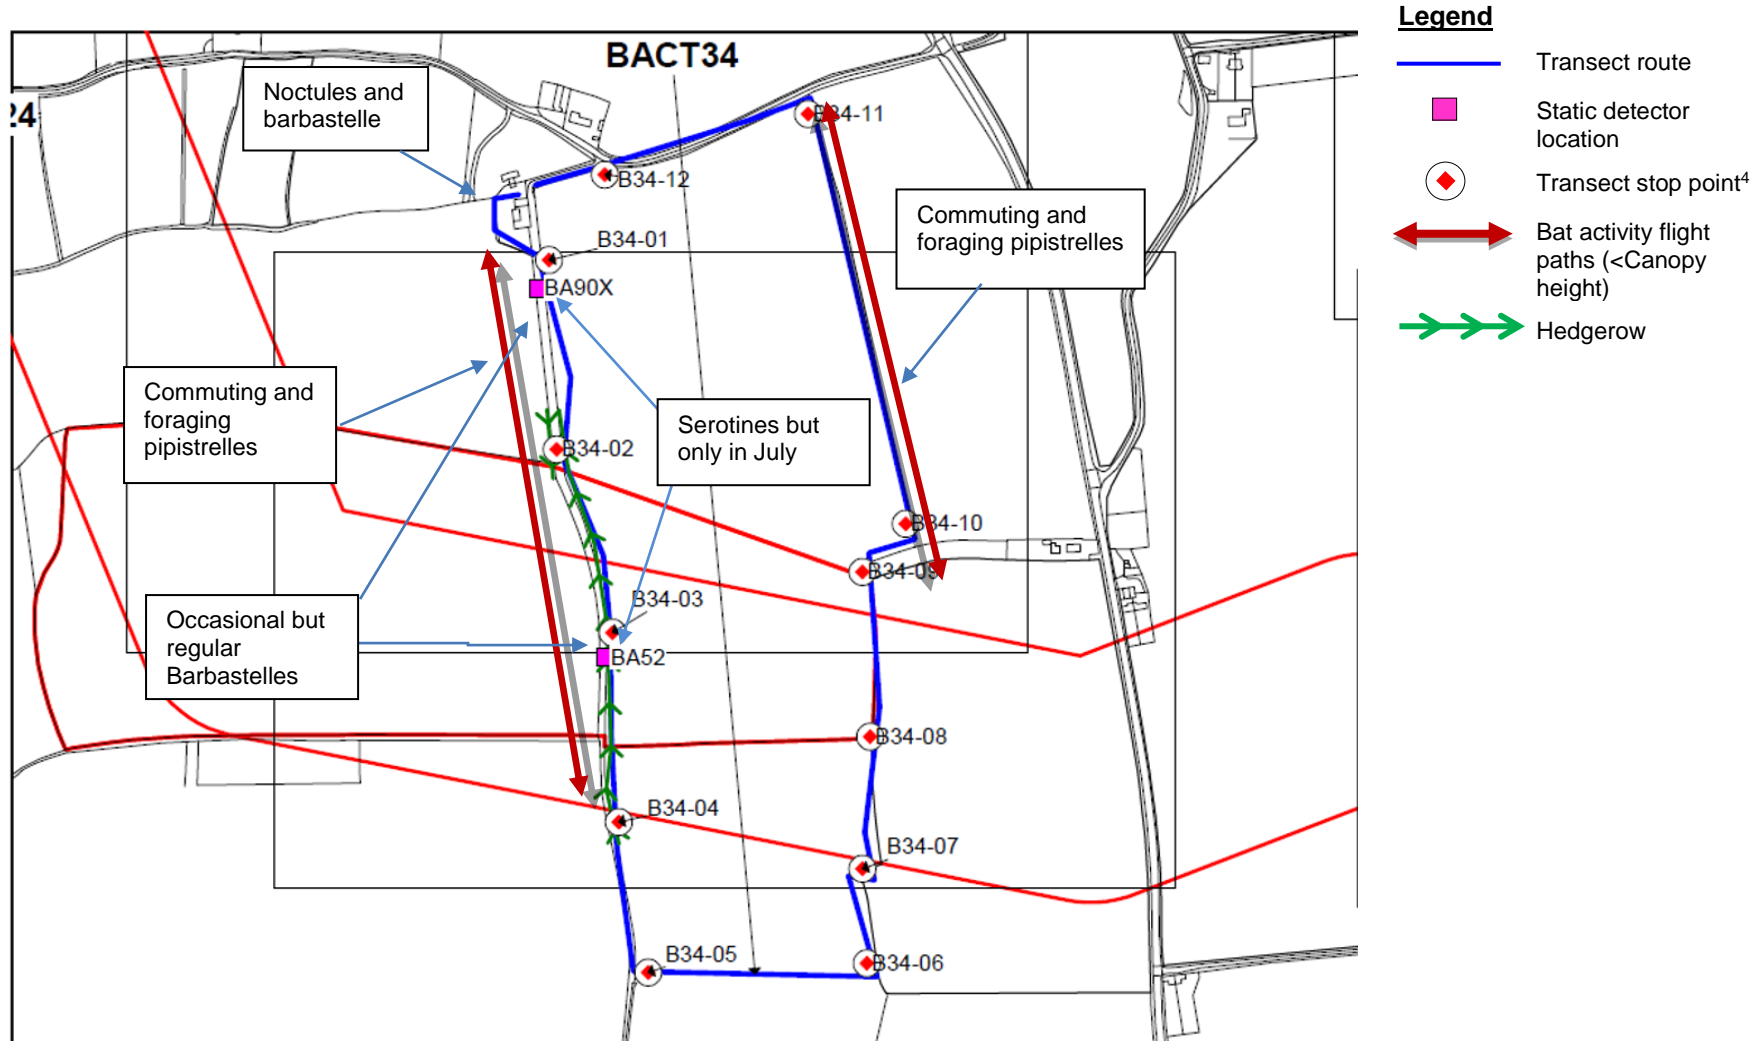 Legend
Transect route
Static detector
location
Transect stop point4
Bat activity flight
paths (<Canopy
height)
Hedgerow
BACT34
24
Noctules and
barbastelle
B34-11
B34-12
Commuting and
foraging pipistrelles
B34-01
BA90X
Commuting and
foraging
pipistrelles
Serotines but
only in July
B34-02
B34-10
B34-09
Occasional but
regular
Barbastelles
B34-03
BA52
B34-08
B34-04
B34-07
B34-05
B34-06